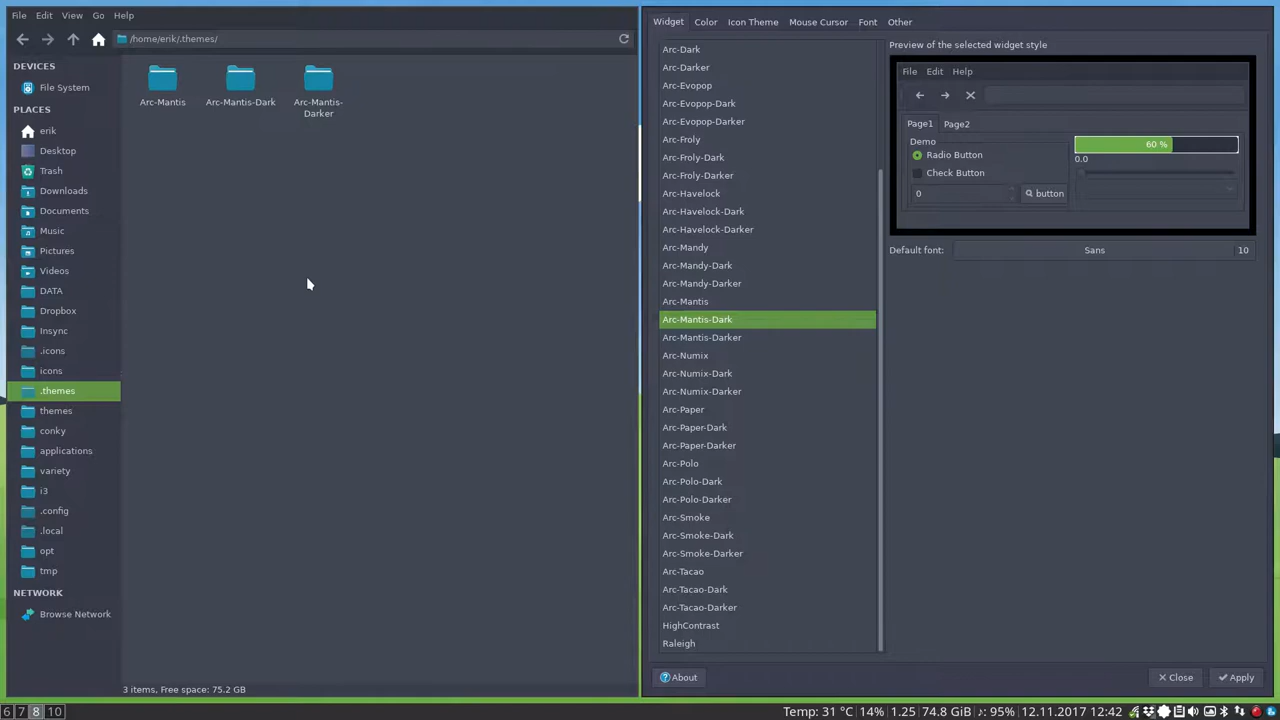 File Edit View Go Help
/home/erik/.themes/
DEVICES
File System
PLACES
erik
Desktop
Trash
Downloads
Documents
Music
Pictures
Videos
DATA
Dropbox
Insync
.icons
icons
.themes
themes
conky
applications
variety
i3
.config
.local
opt
tmp
NETWORK
Browse Network
Arc-Mantis
Arc-Mantis-Dark
Arc-Mantis-
Darker
3 items, Free space: 75.2 GB
Widget Color Icon Theme Mouse Cursor Font Other
Arc-Dark
Arc-Darker
Arc-Evopop
Arc-Evopop-Dark
Arc-Evopop-Darker
Arc-Froly
Arc-Froly-Dark
Arc-Froly-Darker
Arc-Havelock
Arc-Havelock-Dark
Arc-Havelock-Darker
Arc-Mandy
Arc-Mandy-Dark
Arc-Mandy-Darker
Arc-Mantis
Arc-Mantis-Dark
Arc-Mantis-Darker
Arc-Numix
Arc-Numix-Dark
Arc-Numix-Darker
Arc-Paper
Arc-Paper-Dark
Arc-Paper-Darker
Arc-Polo
Arc-Polo-Dark
Arc-Polo-Darker
Arc-Smoke
Arc-Smoke-Dark
Arc-Smoke-Darker
Arc-Tacao
Arc-Tacao-Dark
Arc-Tacao-Darker
HighContrast
Raleigh
Preview of the selected widget style
File Edit Help
Page1 Page2
Demo
Radio Button
Check Button
0
button
60 %
0.0
Default font: Sans 10
About
Close
Apply
6 7 8 10
Temp: 31 °C 14% 1.25 74.8 GiB ♪: 95% 12.11.2017 12:42